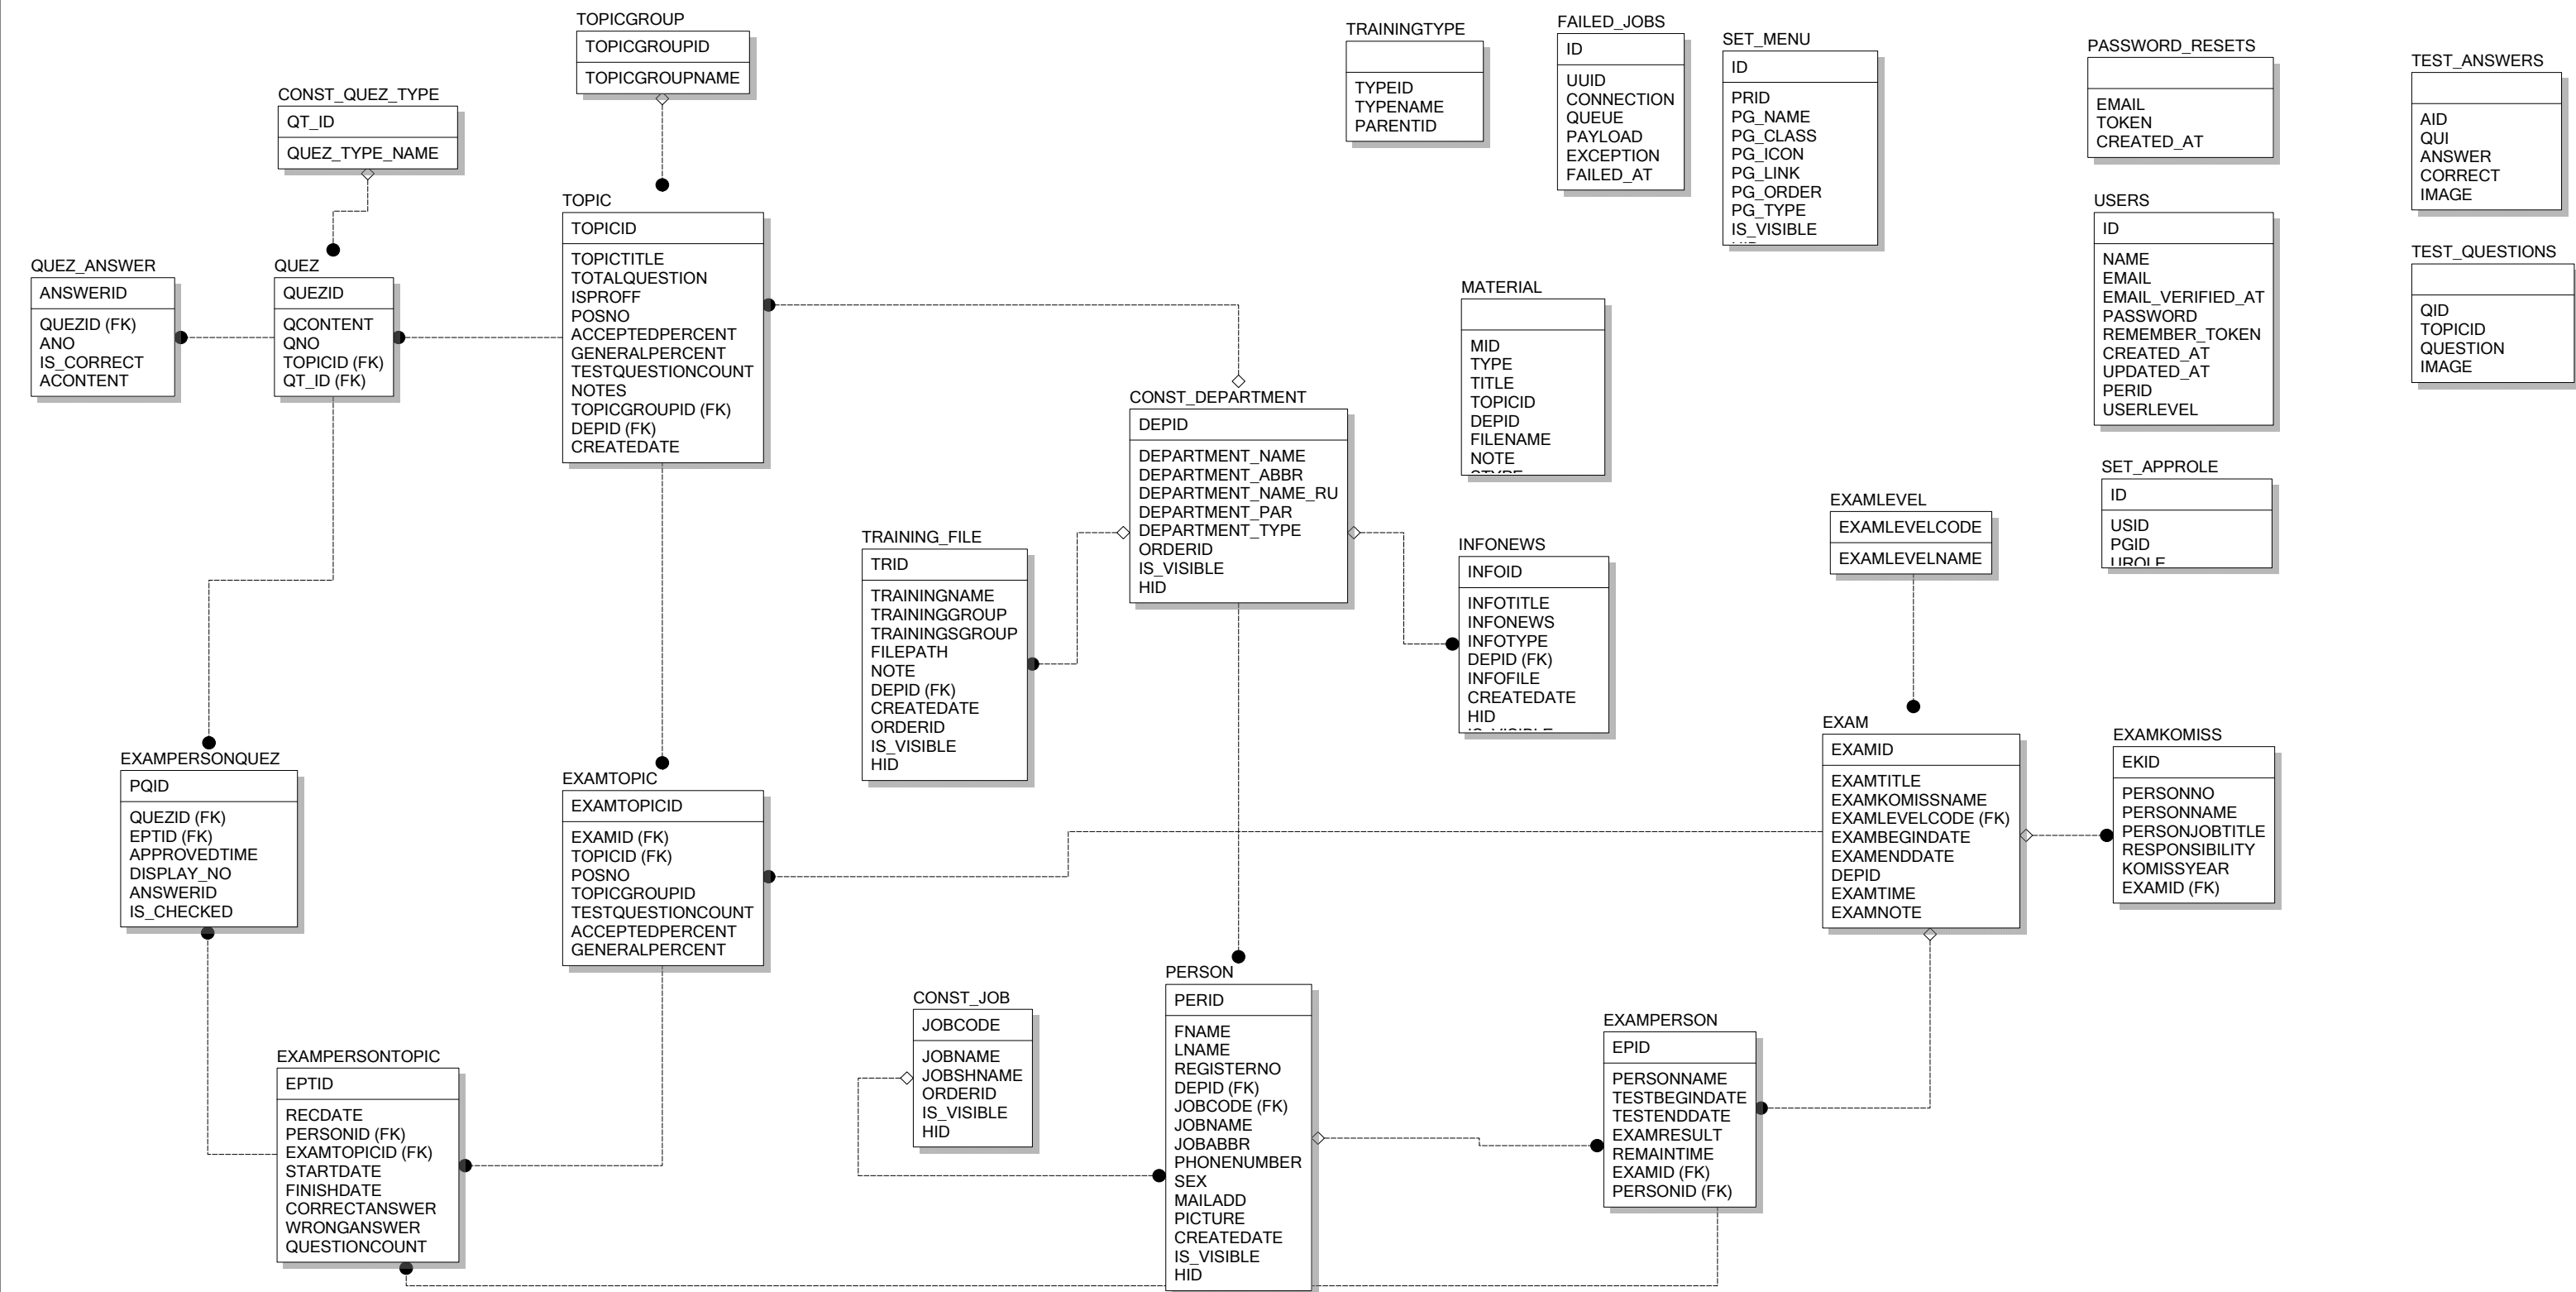 TOPICGROUP
TOPICGROUPID
TOPICGROUPNAME
CONST_QUEZ_TYPE
QT_ID
QUEZ_TYPE_NAME
TRAININGTYPE
TYPEID
TYPENAME
PARENTID
FAILED_JOBS
ID
UUID
CONNECTION
QUEUE
PAYLOAD
EXCEPTION
FAILED_AT
SET_MENU
ID
PRID
PG_NAME
PG_CLASS
PG_ICON
PG_LINK
PG_ORDER
PG_TYPE
IS_VISIBLE
PASSWORD_RESETS
EMAIL
TOKEN
CREATED_AT
TEST_ANSWERS
AID
QUI
ANSWER
CORRECT
IMAGE
QUEZ_ANSWER
ANSWERID
QUEZID (FK)
ANO
IS_CORRECT
ACONTENT
QUEZ
QUEZID
QCONTENT
QNO
TOPICID (FK)
QT_ID (FK)
TOPIC
TOPICID
TOPICTITLE
TOTALQUESTION
ISPROFF
POSNO
ACCEPTEDPERCENT
GENERALPERCENT
TESTQUESTIONCOUNT
NOTES
TOPICGROUPID (FK)
DEPID (FK)
CREATEDATE
USERS
ID
NAME
EMAIL
EMAIL_VERIFIED_AT
PASSWORD
REMEMBER_TOKEN
CREATED_AT
UPDATED_AT
PERID
USERLEVEL
TEST_QUESTIONS
QID
TOPICID
QUESTION
IMAGE
MATERIAL
MID
TYPE
TITLE
TOPICID
DEPID
FILENAME
NOTE
CONST_DEPARTMENT
DEPID
DEPARTMENT_NAME
DEPARTMENT_ABBR
DEPARTMENT_NAME_RU
DEPARTMENT_PAR
DEPARTMENT_TYPE
ORDERID
IS_VISIBLE
HID
SET_APPROLE
ID
USID
PGID
UROLE
EXAMLEVEL
EXAMLEVELCODE
EXAMLEVELNAME
TRAINING_FILE
TRID
TRAININGNAME
TRAININGGROUP
TRAININGSGROUP
FILEPATH
NOTE
DEPID (FK)
CREATEDATE
ORDERID
IS_VISIBLE
HID
INFONEWS
INFOID
INFOTITLE
INFONEWS
INFOTYPE
DEPID (FK)
INFOFILE
CREATEDATE
HID
EXAMPERSONQUEZ
PQID
QUEZID (FK)
EPTID (FK)
APPROVEDTIME
DISPLAY_NO
ANSWERID
IS_CHECKED
EXAMTOPIC
EXAMTOPICID
EXAMID (FK)
TOPICID (FK)
POSNO
TOPICGROUPID
TESTQUESTIONCOUNT
ACCEPTEDPERCENT
GENERALPERCENT
EXAM
EXAMID
EXAMTITLE
EXAMKOMISSNAME
EXAMLEVELCODE (FK)
EXAMBEGINDATE
EXAMENDDATE
DEPID
EXAMTIME
EXAMNOTE
EXAMKOMISS
EKID
PERSONNO
PERSONNAME
PERSONJOBTITLE
RESPONSIBILITY
KOMISSYEAR
EXAMID (FK)
EXAMPERSONTOPIC
EPTID
RECDATE
PERSONID (FK)
EXAMTOPICID (FK)
STARTDATE
FINISHDATE
CORRECTANSWER
WRONGANSWER
QUESTIONCOUNT
CONST_JOB
JOBCODE
JOBNAME
JOBSHNAME
ORDERID
IS_VISIBLE
HID
PERSON
PERID
FNAME
LNAME
REGISTERNO
DEPID (FK)
JOBCODE (FK)
JOBNAME
JOBABBR
PHONENUMBER
SEX
MAILADD
PICTURE
CREATEDATE
IS_VISIBLE
HID
EXAMPERSON
EPID
PERSONNAME
TESTBEGINDATE
TESTENDDATE
EXAMRESULT
REMAINTIME
EXAMID (FK)
PERSONID (FK)